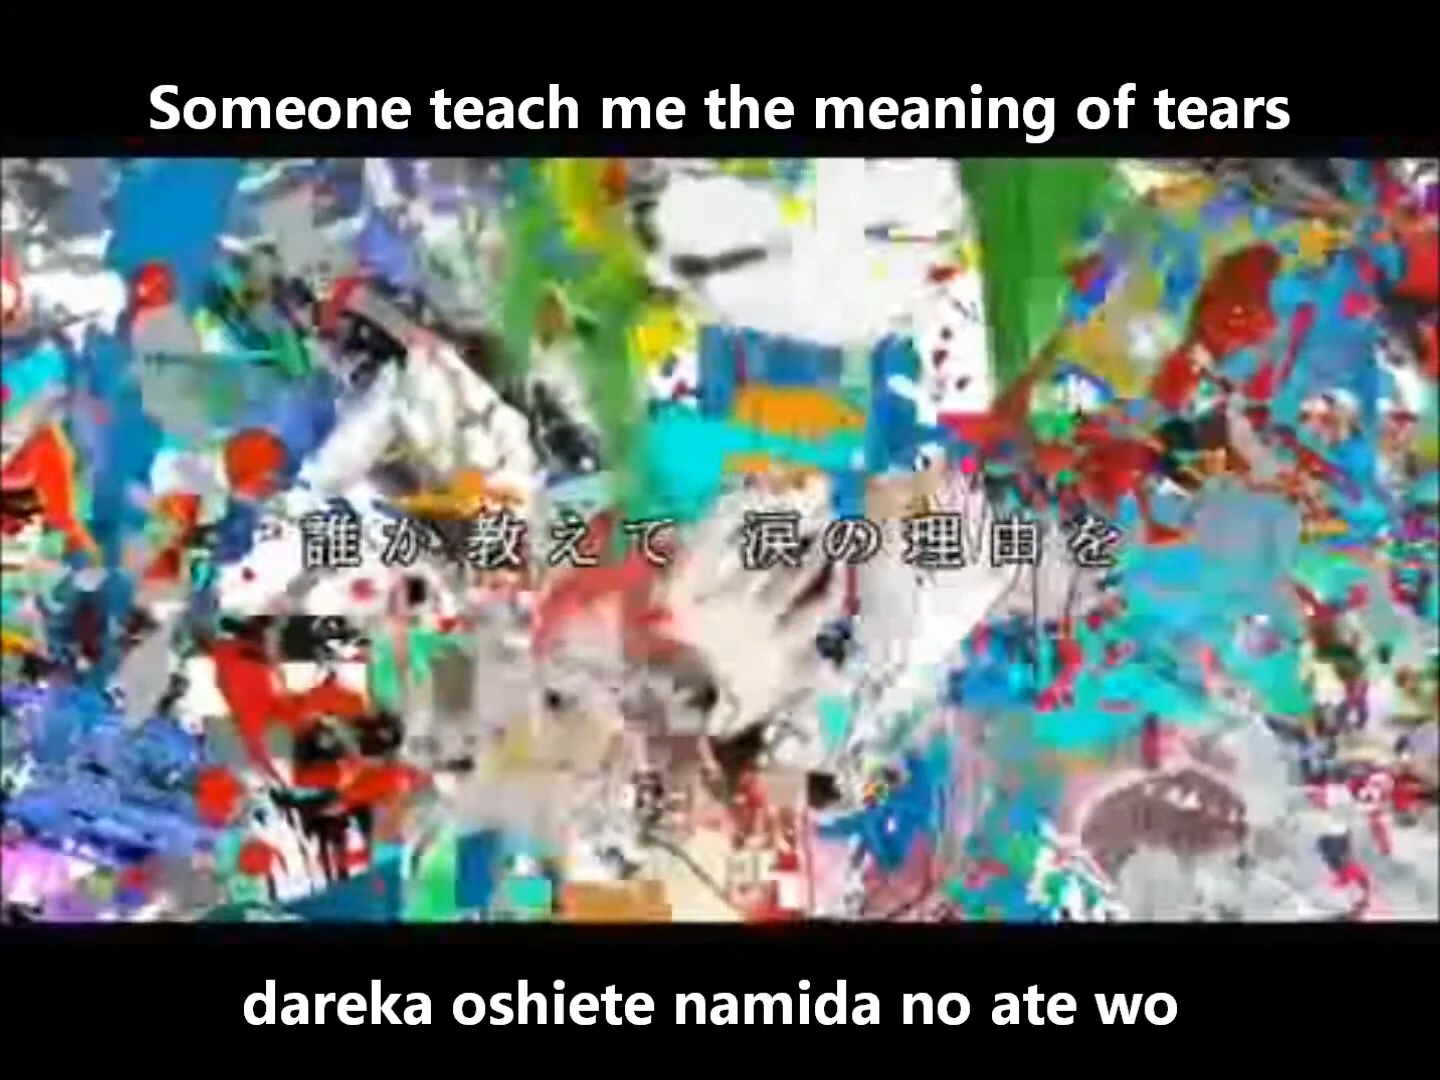 Someone teach me the meaning of tears
誰か教えて 涙の理由を
dareka oshiete namida no ate wo